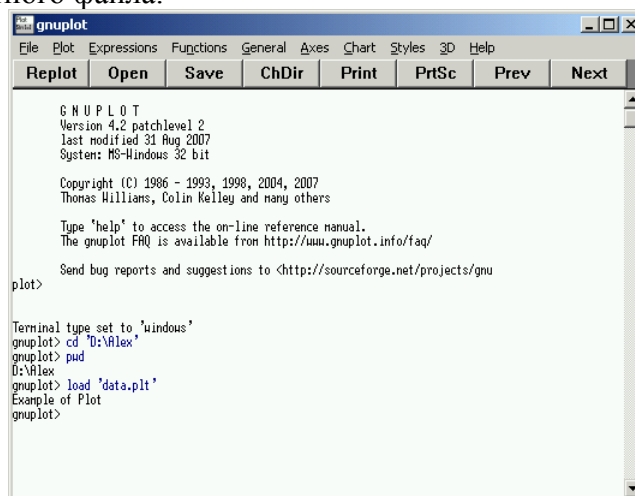 gnuplot
File Plot Expressions Functions General Axes Chart Styles 3D Help
Replot Open Save ChDir Print PrtSc Prev Next
G N U P L O T
Version 4.2 patchlevel 2
last modified 31 Aug 2007
System: MS-Windows 32 bit
Copyright (C) 1986 - 1993, 1998, 2004, 2007
Thomas Williams, Colin Kelley and many others
Type `help` to access the on-line reference manual.
The gnuplot FAQ is available from http://www.gnuplot.info/faq/
Send bug reports and suggestions to <http://sourceforge.net/projects/gnu
plot>
Terminal type set to 'windows'
gnuplot> cd 'D:\Alex'
gnuplot> pwd
D:\Alex
gnuplot> load 'data.plt'
Example of Plot
gnuplot>